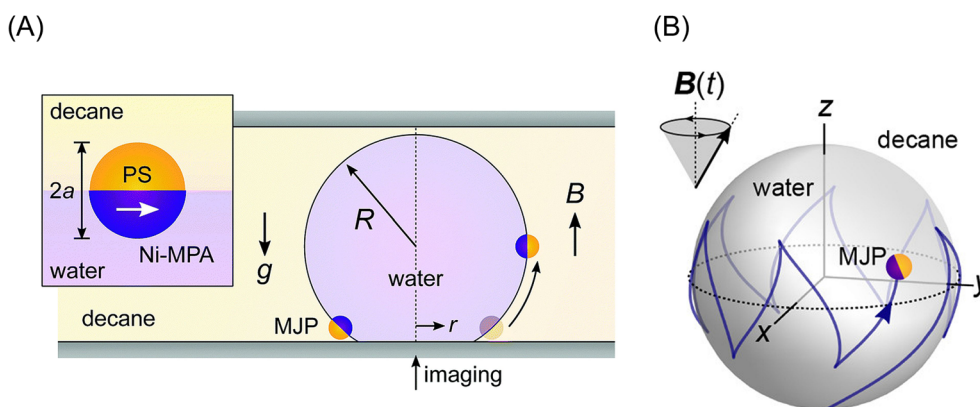 (A)
(B)
decane
2a
PS
Ni-MPA
water
g
R
B
water
decane
MJP
r
imaging
B(t)
z
decane
water
MJP
x
y